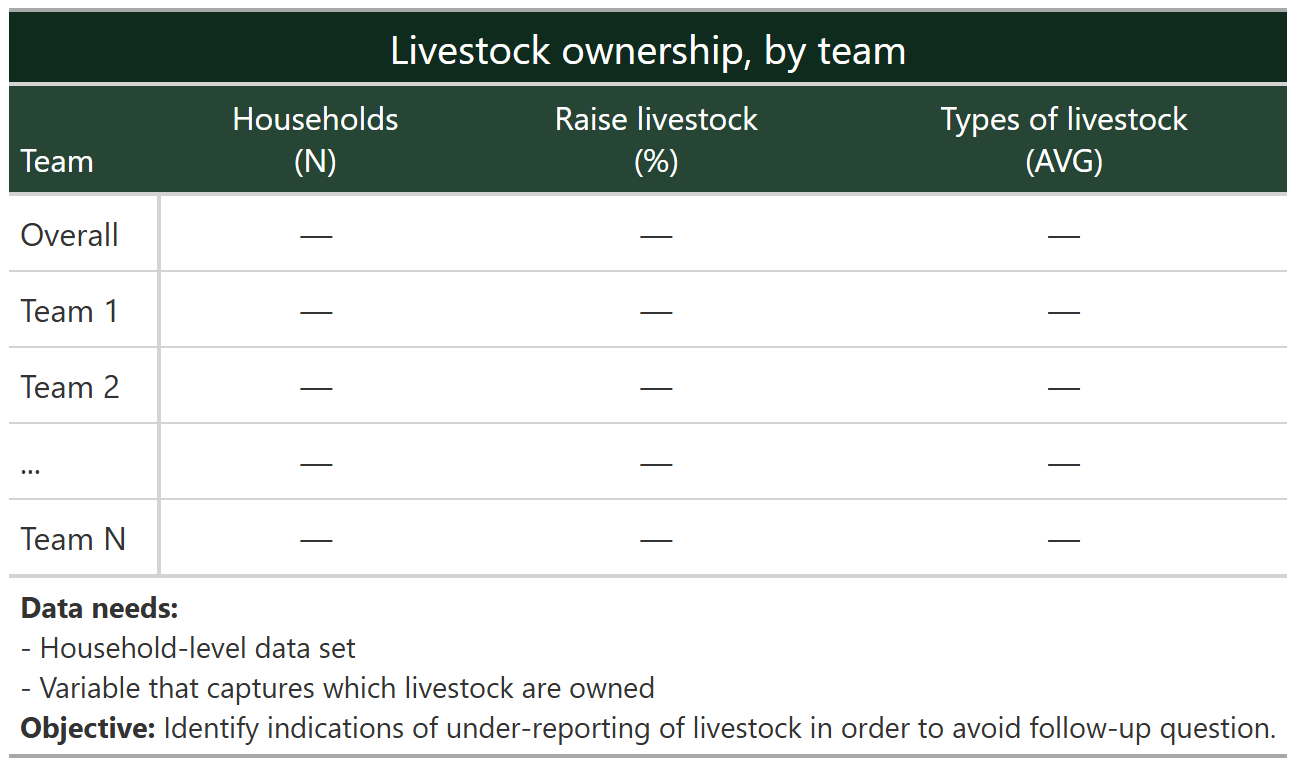 Livestock ownership, by team
Team Households (N) Raise livestock (%) Types of livestock (AVG)
Overall — — —
Team 1 — — —
Team 2 — — —
... — — —
Team N — — —
Data needs:
- Household-level data set
- Variable that captures which livestock are owned
Objective: Identify indications of under-reporting of livestock in order to avoid follow-up question.